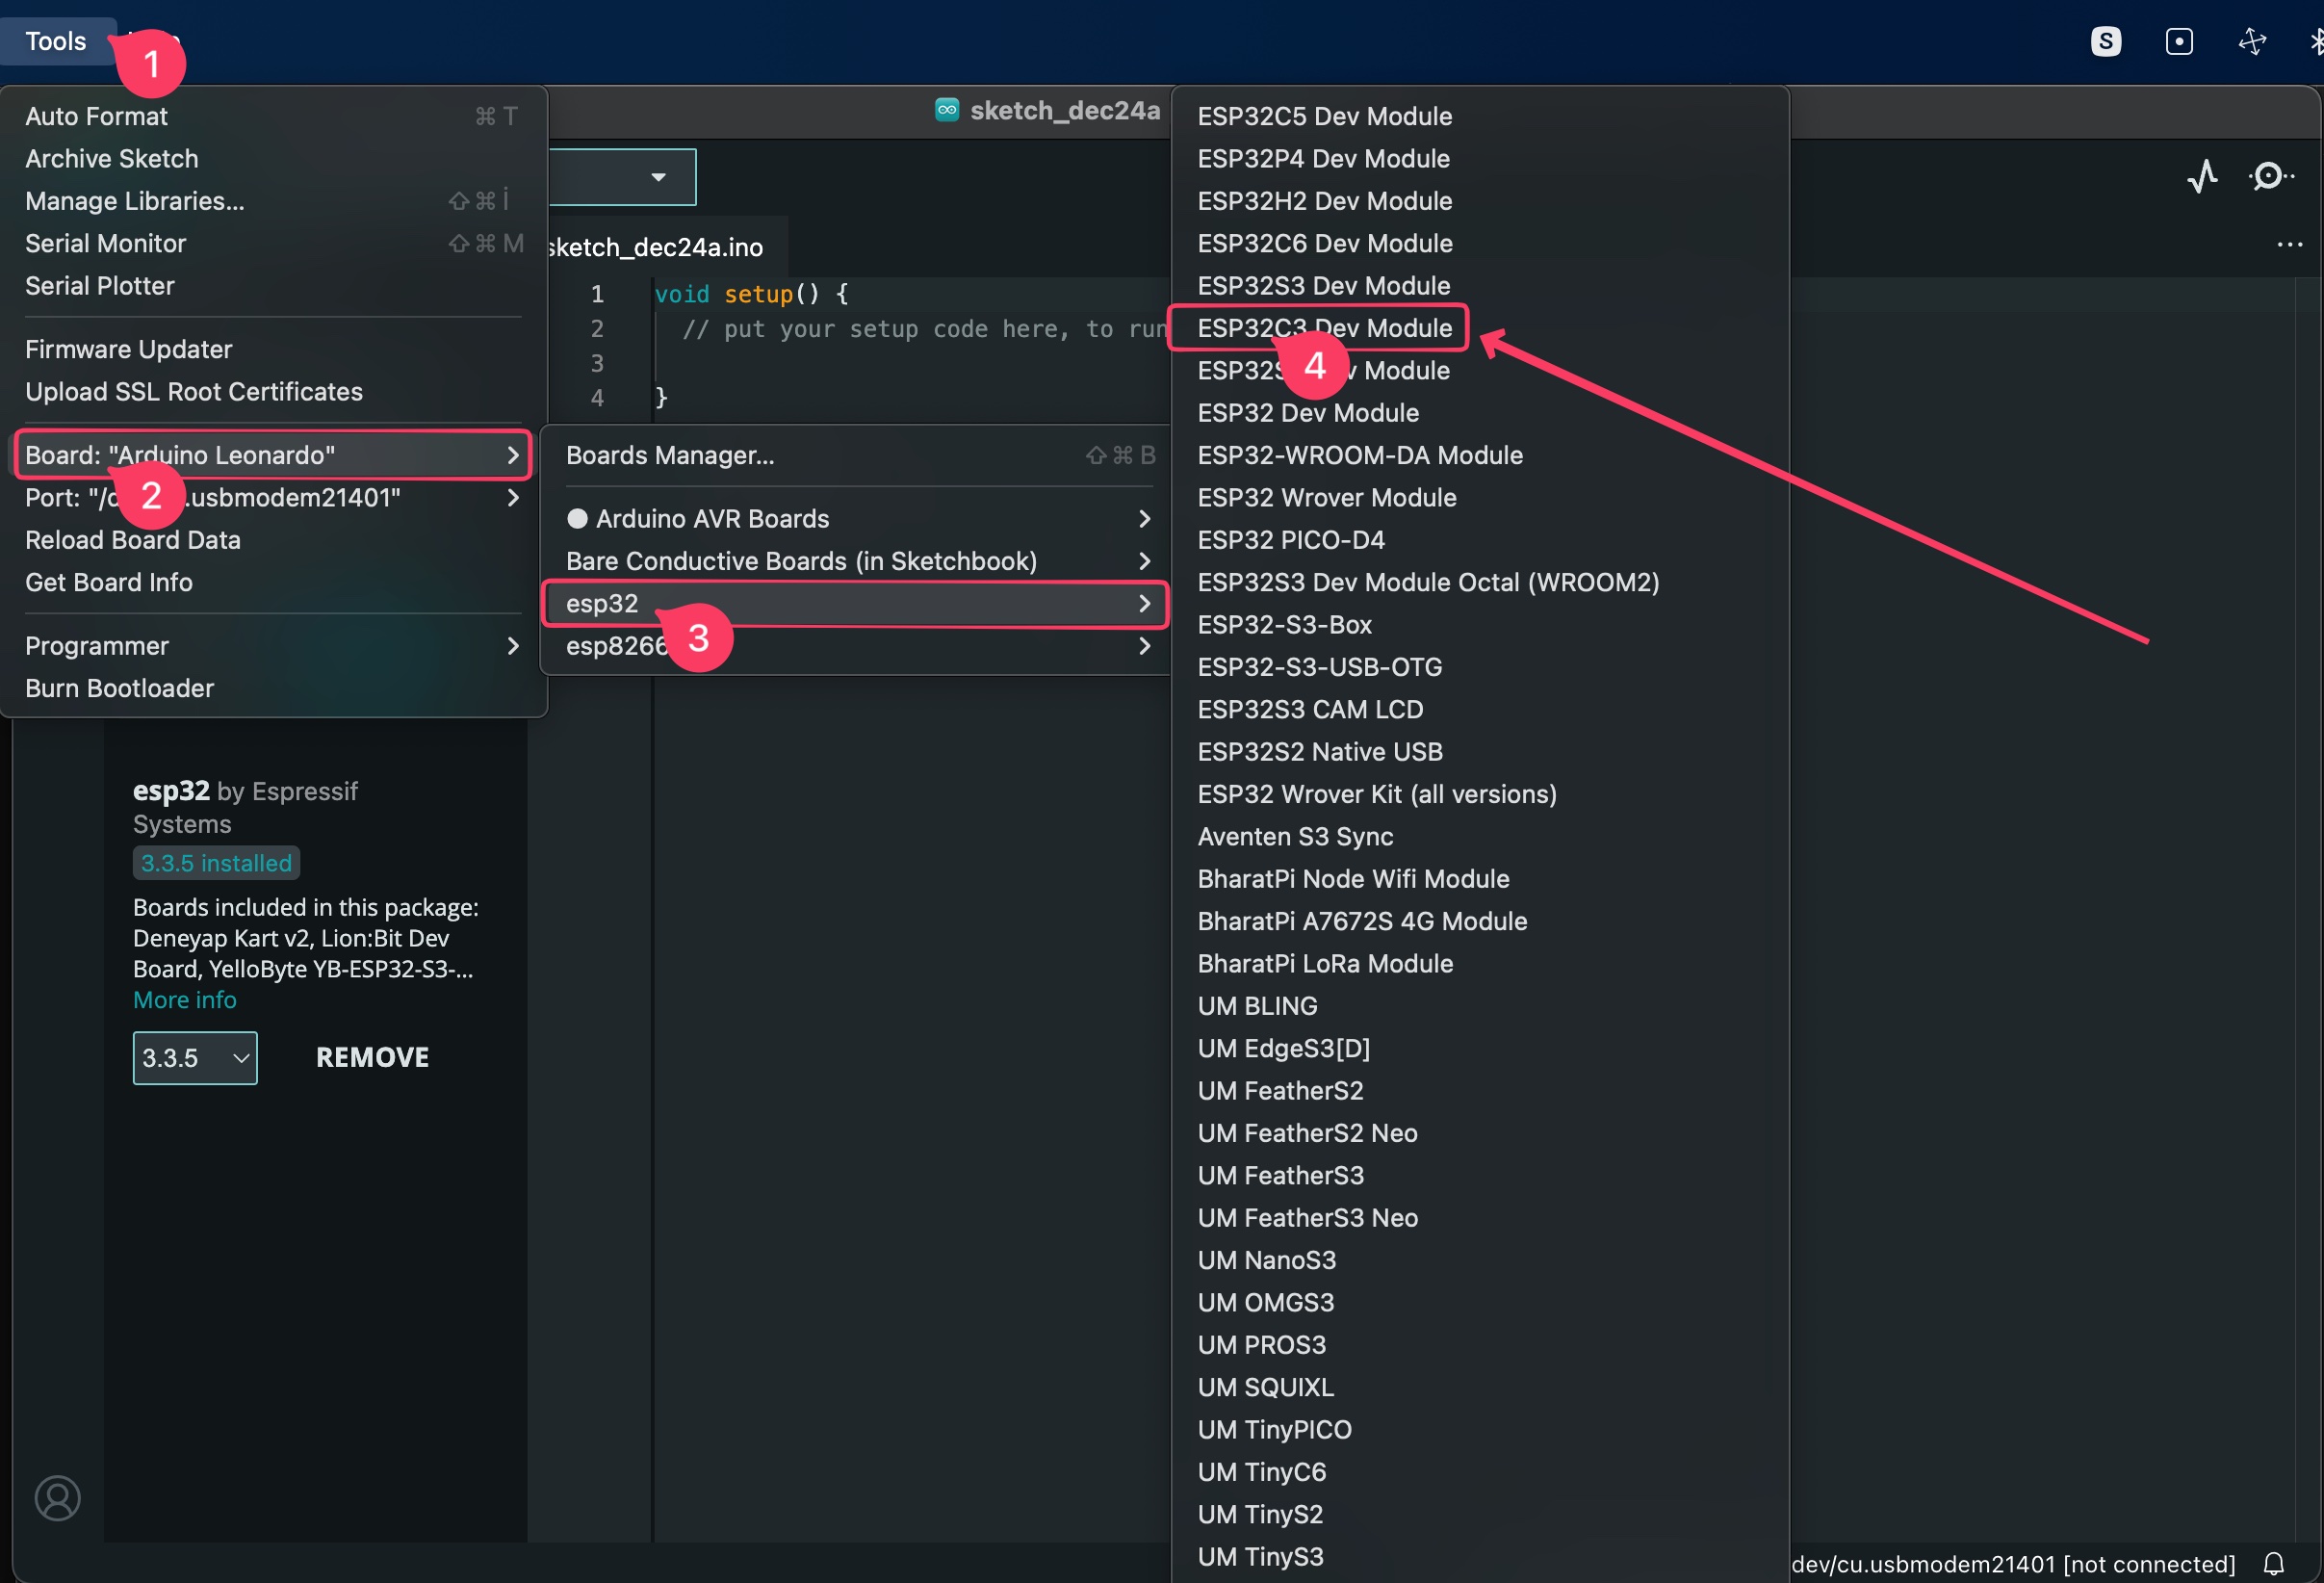 Tools
1
S
Auto Format ⌘ T
Archive Sketch
Manage Libraries... ⇧ ⌘ İ
Serial Monitor ⇧ ⌘ M
Serial Plotter
Firmware Updater
Upload SSL Root Certificates
Board: "Arduino Leonardo"
2
Port: "/ .usbmodem21401"
Reload Board Data
Get Board Info
Programmer
Burn Bootloader
sketch_dec24a
sketch_dec24a.ino
1 void setup() {
2 // put your setup code here, to run
3
4 }
Boards Manager... ⇧ ⌘ B
Arduino AVR Boards
Bare Conductive Boards (in Sketchbook)
esp32
3
esp8266
ESP32C5 Dev Module
ESP32P4 Dev Module
ESP32H2 Dev Module
ESP32C6 Dev Module
ESP32S3 Dev Module
ESP32C3 Dev Module
4
Module
ESP32 Dev Module
ESP32-WROOM-DA Module
ESP32 Wrover Module
ESP32 PICO-D4
ESP32S3 Dev Module Octal (WROOM2)
ESP32-S3-Box
ESP32-S3-USB-OTG
ESP32S3 CAM LCD
ESP32S2 Native USB
ESP32 Wrover Kit (all versions)
Aventen S3 Sync
BharatPi Node Wifi Module
BharatPi A7672S 4G Module
BharatPi LoRa Module
UM BLING
UM EdgeS3[D]
UM FeatherS2
UM FeatherS2 Neo
UM FeatherS3
UM FeatherS3 Neo
UM NanoS3
UM OMGS3
UM PROS3
UM SQUIXL
UM TinyPICO
UM TinyC6
UM TinyS2
UM TinyS3
esp32 by Espressif
Systems
3.3.5 installed
Boards included in this package:
Deneyap Kart v2, Lion:Bit Dev
Board, YelloByte YB-ESP32-S3-...
More info
3.3.5 REMOVE
dev/cu.usbmodem21401 [not connected]